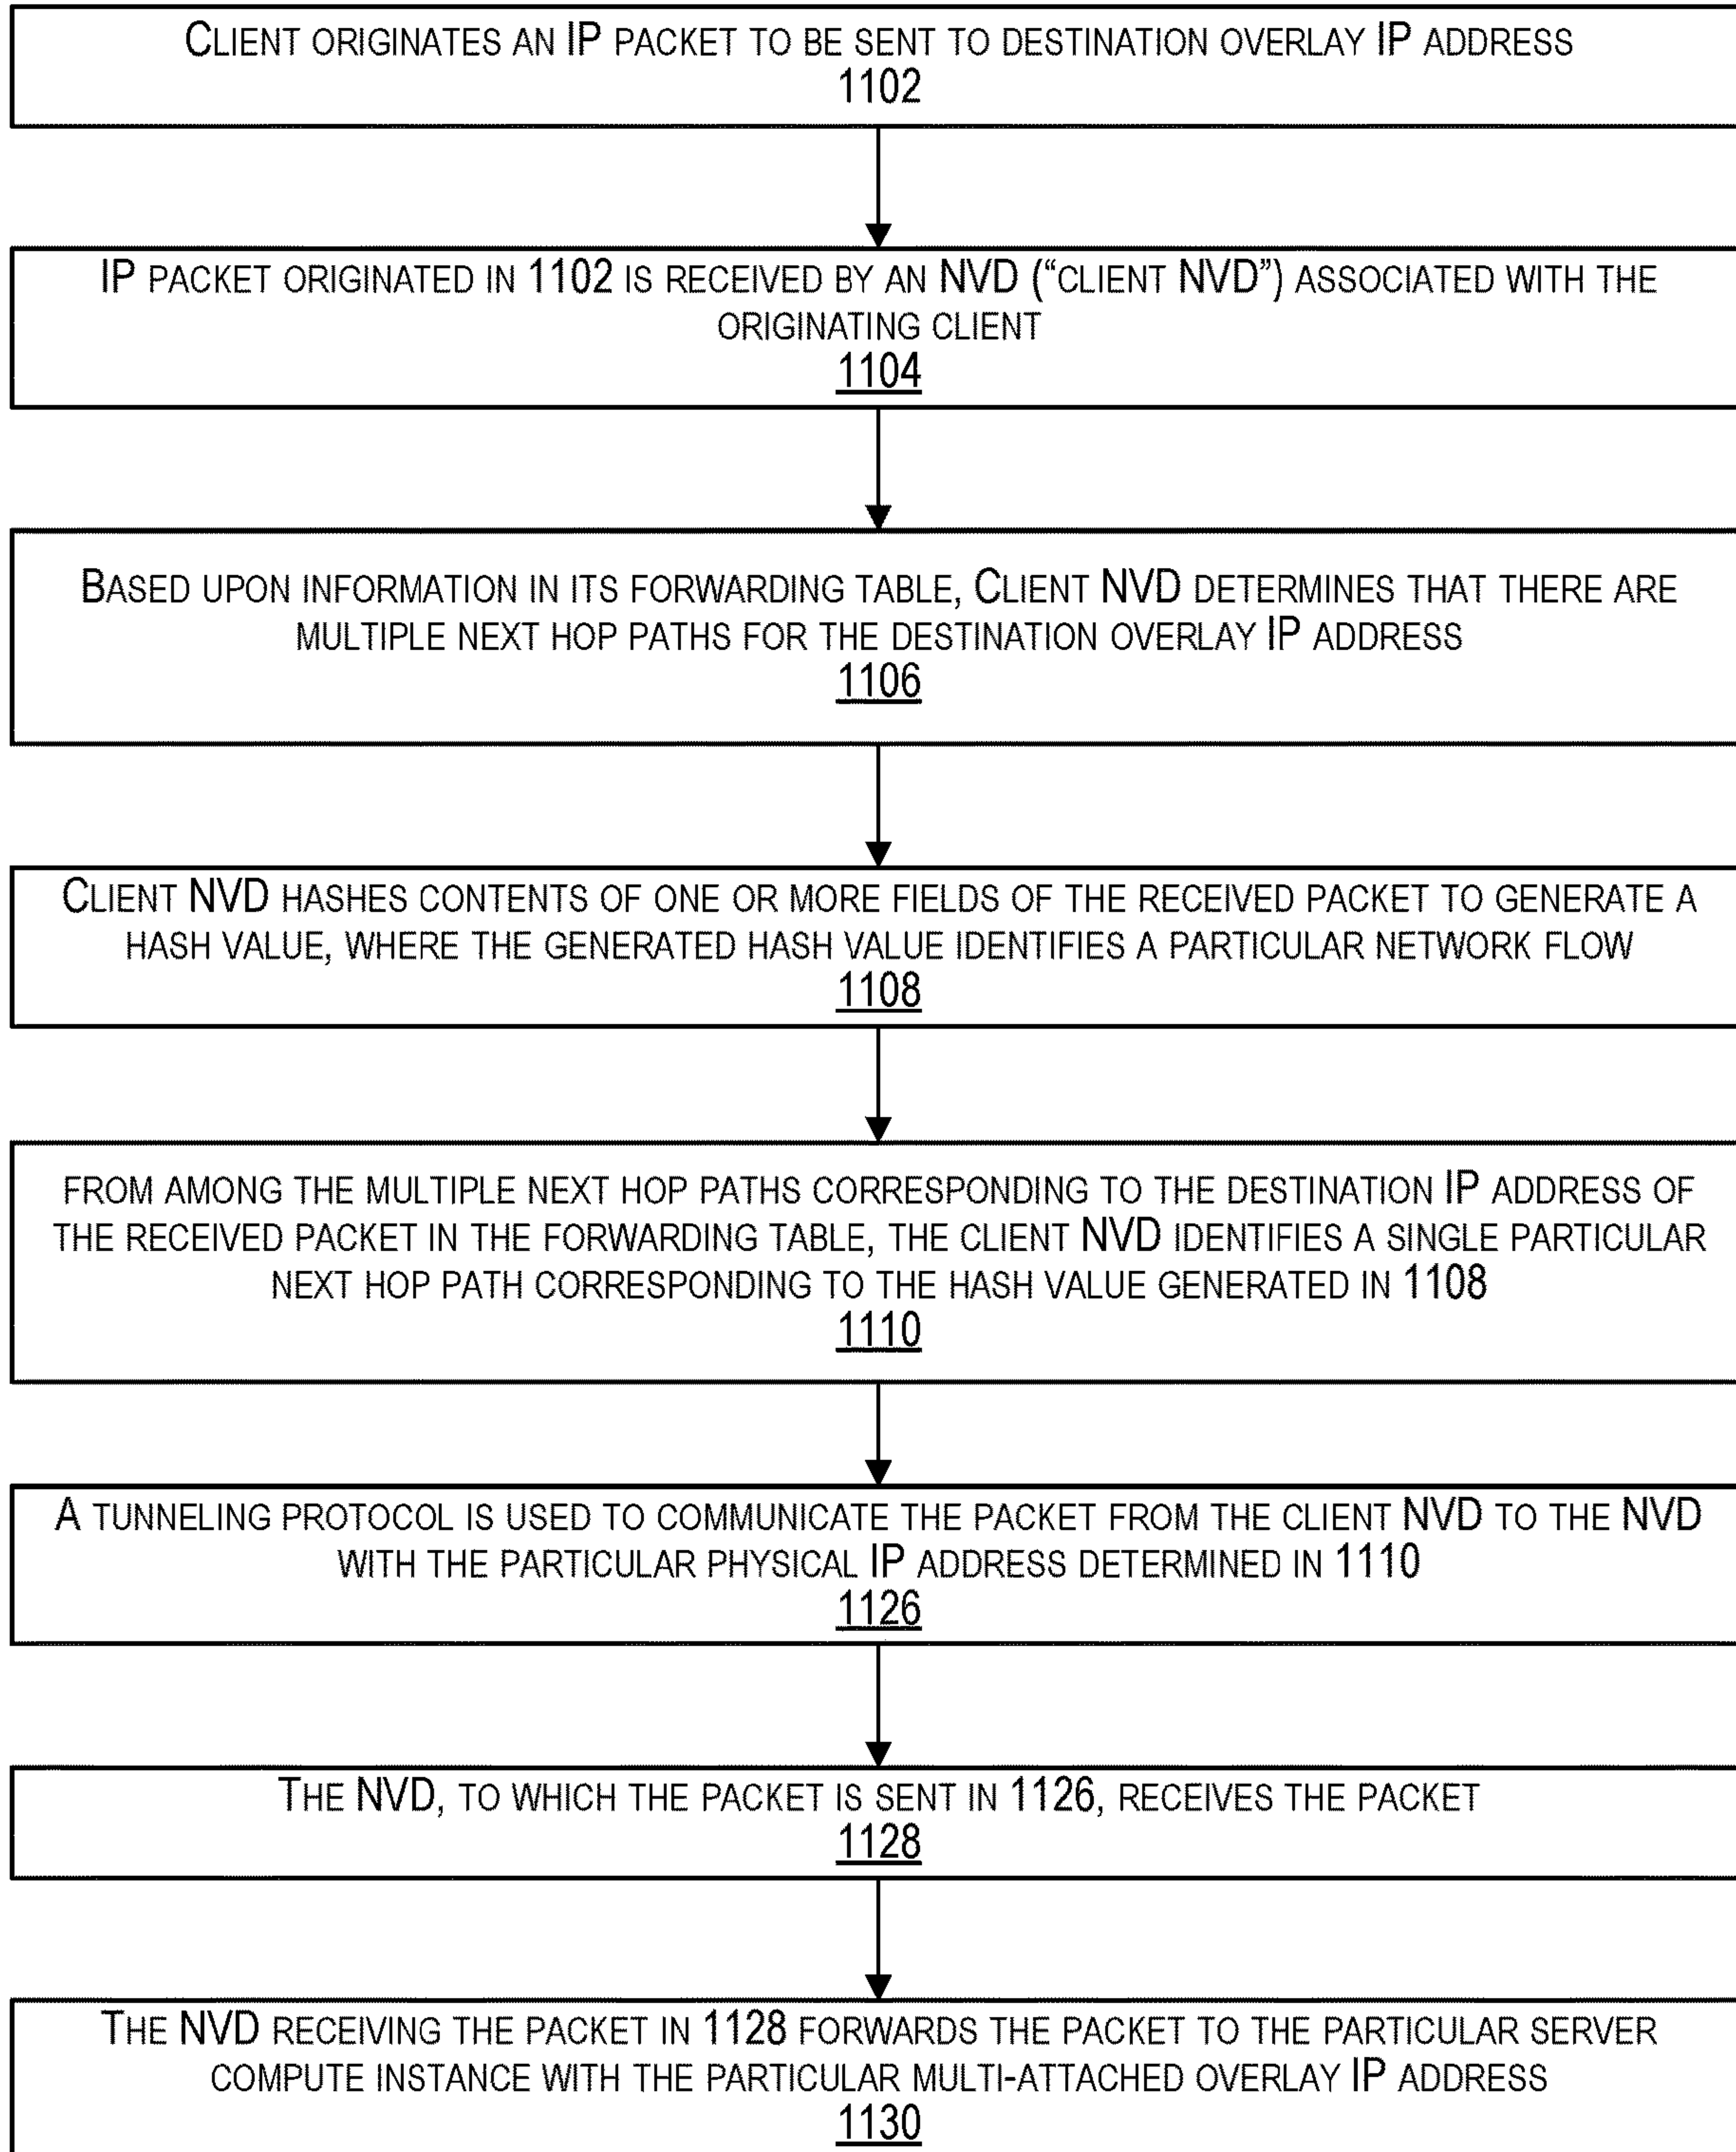 CLIENT ORIGINATES AN IP PACKET TO BE SENT TO DESTINATION OVERLAY IP ADDRESS
1102
IP PACKET ORIGINATED IN 1102 IS RECEIVED BY AN NVD (“CLIENT NVD”) ASSOCIATED WITH THE
ORIGINATING CLIENT
1104
BASED UPON INFORMATION IN ITS FORWARDING TABLE, CLIENT NVD DETERMINES THAT THERE ARE
MULTIPLE NEXT HOP PATHS FOR THE DESTINATION OVERLAY IP ADDRESS
1106
CLIENT NVD HASHES CONTENTS OF ONE OR MORE FIELDS OF THE RECEIVED PACKET TO GENERATE A
HASH VALUE, WHERE THE GENERATED HASH VALUE IDENTIFIES A PARTICULAR NETWORK FLOW
1108
FROM AMONG THE MULTIPLE NEXT HOP PATHS CORRESPONDING TO THE DESTINATION IP ADDRESS OF
THE RECEIVED PACKET IN THE FORWARDING TABLE, THE CLIENT NVD IDENTIFIES A SINGLE PARTICULAR
NEXT HOP PATH CORRESPONDING TO THE HASH VALUE GENERATED IN 1108
1110
A TUNNELING PROTOCOL IS USED TO COMMUNICATE THE PACKET FROM THE CLIENT NVD TO THE NVD
WITH THE PARTICULAR PHYSICAL IP ADDRESS DETERMINED IN 1110
1126
THE NVD, TO WHICH THE PACKET IS SENT IN 1126, RECEIVES THE PACKET
1128
THE NVD RECEIVING THE PACKET IN 1128 FORWARDS THE PACKET TO THE PARTICULAR SERVER
COMPUTE INSTANCE WITH THE PARTICULAR MULTI-ATTACHED OVERLAY IP ADDRESS
1130